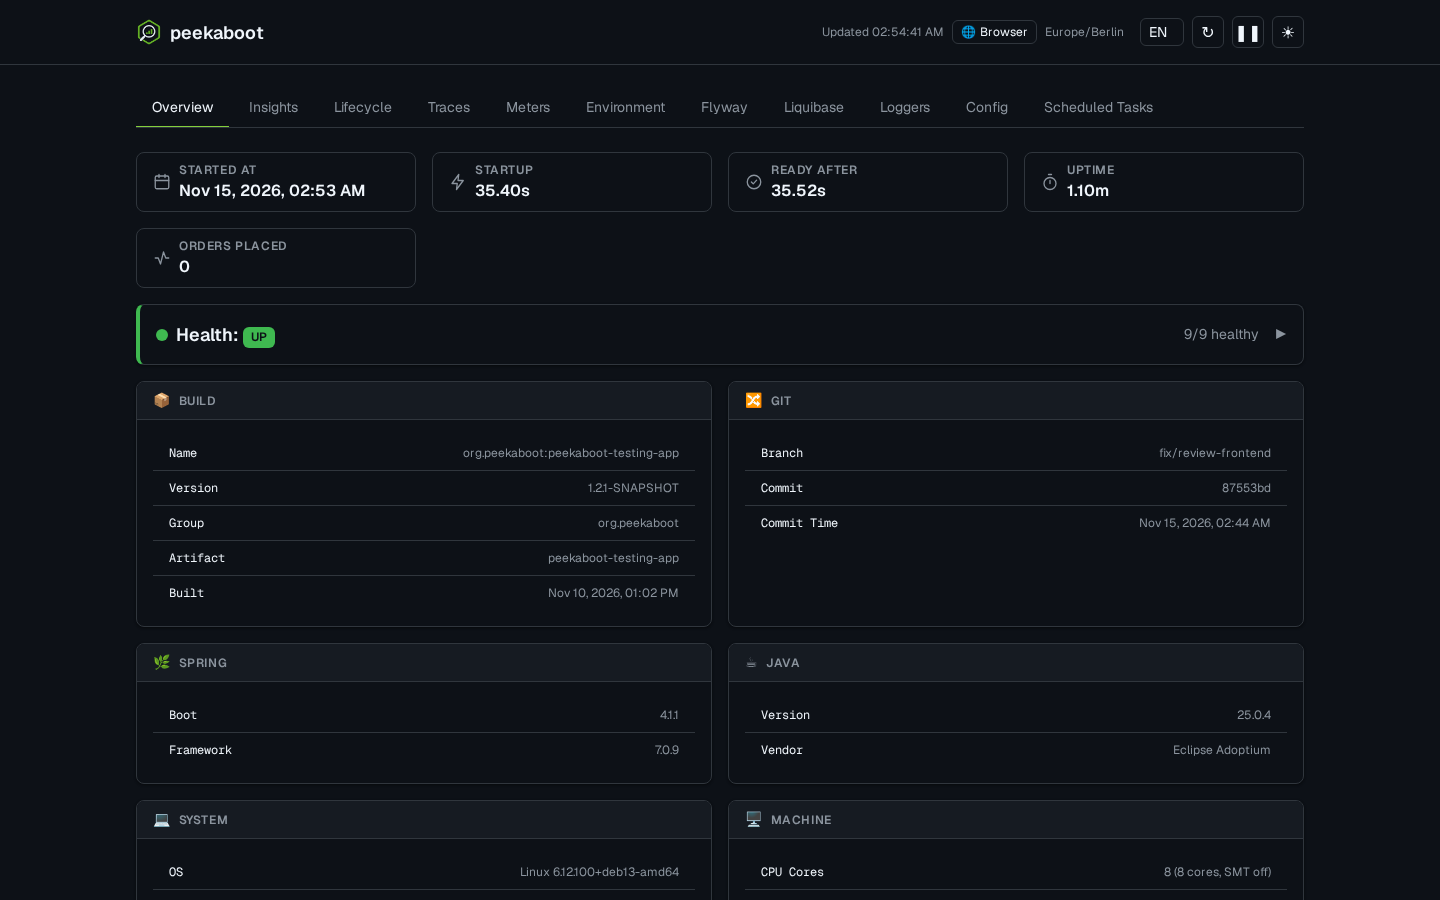 peekaboot
Updated 02:54:41 AM
Browser
Europe/Berlin
EN
Overview
Insights
Lifecycle
Traces
Meters
Environment
Flyway
Liquibase
Loggers
Config
Scheduled Tasks
STARTED AT
Nov 15, 2026, 02:53 AM
STARTUP
35.40s
READY AFTER
35.52s
UPTIME
1.10m
ORDERS PLACED
0
Health: UP
9/9 healthy
BUILD
Name org.peekaboot:peekaboot-testing-app
Version 1.2.1-SNAPSHOT
Group org.peekaboot
Artifact peekaboot-testing-app
Built Nov 10, 2026, 01:02 PM
GIT
Branch fix/review-frontend
Commit 87553bd
Commit Time Nov 15, 2026, 02:44 AM
SPRING
Boot 4.1.1
Framework 7.0.9
JAVA
Version 25.0.4
Vendor Eclipse Adoptium
SYSTEM
OS Linux 6.12.100+deb13-amd64
MACHINE
CPU Cores 8 (8 cores, SMT off)